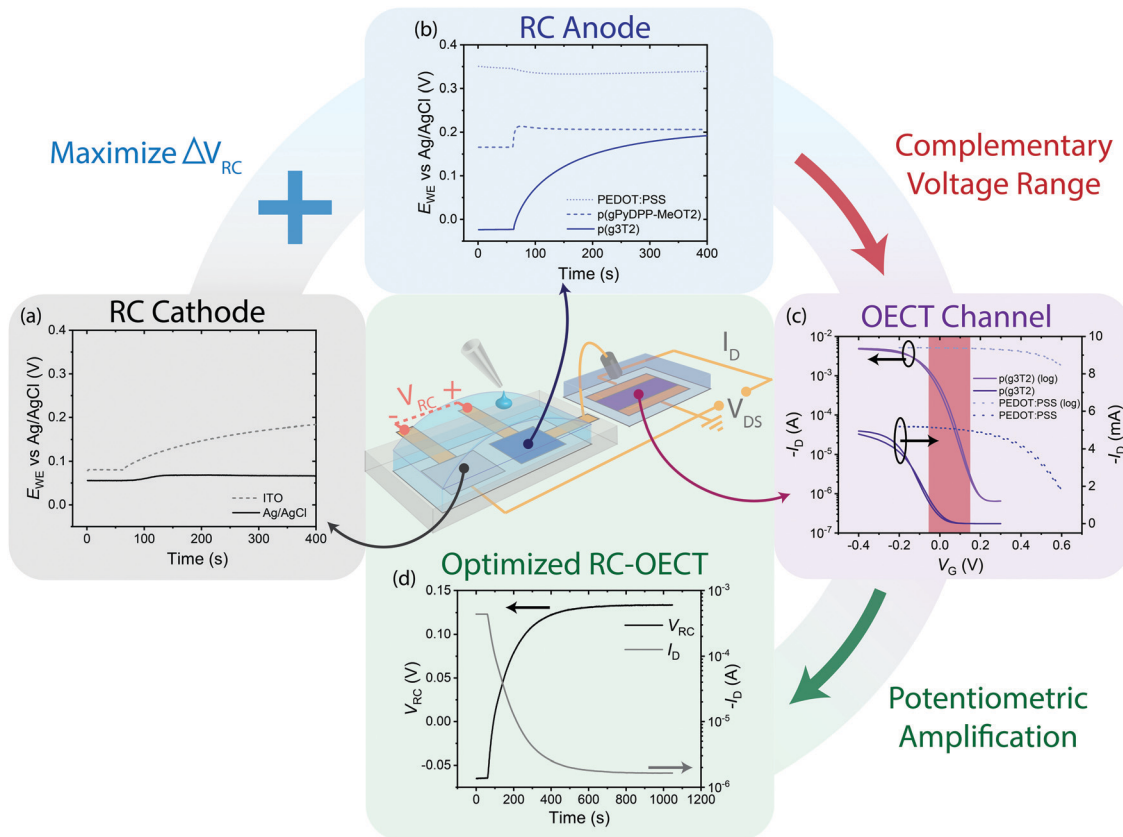 (b)
RC Anode
0.4
0.3
0.2
0.1
0.0
E_WE vs Ag/AgCl (V)
PEDOT:PSS
p(gPyDPP-MeOT2)
p(g3T2)
0 100 200 300 400
Time (s)
Maximize ΔV_RC
+
Complementary
Voltage Range
(a)
RC Cathode
0.4
0.3
0.2
0.1
0.0
E_WE vs Ag/AgCl (V)
ITO
Ag/AgCl
0 100 200 300 400
Time (s)
V_RC
-
+
I_D
V_DS
(c)
OECT Channel
10⁻²
10⁻³
10⁻⁴
10⁻⁵
10⁻⁶
10⁻⁷
-I_D (A)
p(g3T2) (log)
p(g3T2)
PEDOT:PSS (log)
PEDOT:PSS
10
8
6
4
2
0
-I_D (mA)
-0.4 -0.2 0.0 0.2 0.4 0.6
V_G (V)
Optimized RC-OECT
(d)
0.15
0.10
0.05
0.00
-0.05
V_RC (V)
V_RC
I_D
10⁻³
10⁻⁴
10⁻⁵
10⁻⁶
-I_D (A)
0 200 400 600 800 1000 1200
Time (s)
Potentiometric
Amplification